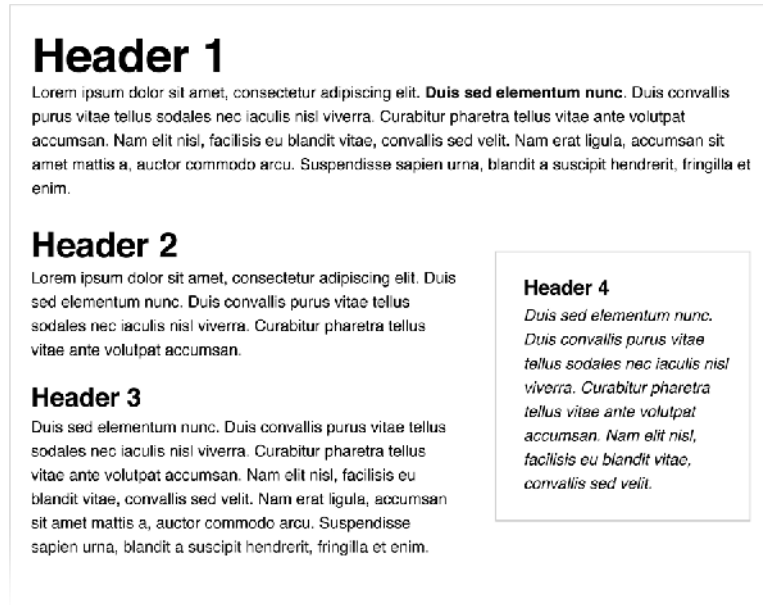 Header 1
Lorem ipsum dolor sit amet, consectetur adipiscing elit. Duis sed elementum nunc. Duis convallis
purus vitae tellus sodales nec iaculis nisl viverra. Curabitur pharetra tellus vitae ante volutpat
accumsan. Nam elit nisl, facilisis eu blandit vitae, convallis sed velit. Nam erat ligula, accumsan sit
amet mattis a, auctor commodo arcu. Suspendisse sapien urna, blandit a suscipit hendrerit, fringilla et
enim.
Header 2
Lorem ipsum dolor sit amet, consectetur adipiscing elit. Duis
sed elementum nunc. Duis convallis purus vitae tellus
sodales nec iaculis nisl viverra. Curabitur pharetra tellus
vitae ante volutpat accumsan.
Header 3
Duis sed elementum nunc. Duis convallis purus vitae tellus
sodales nec iaculis nisl viverra. Curabitur pharetra tellus
vitae ante volutpat accumsan. Nam elit nisl, facilisis eu
blandit vitae, convallis sed velit. Nam erat ligula, accumsan
sit amet mattis a, auctor commodo arcu. Suspendisse
sapien urna, blandit a suscipit hendrerit, fringilla et enim.
Header 4
Duis sed elementum nunc.
Duis convallis purus vitae
tellus sodales nec iaculis nisl
viverra. Curabitur pharetra
tellus vitae ante volutpat
accumsan. Nam elit nisl,
facilisis eu blandit vitae,
convallis sed velit.